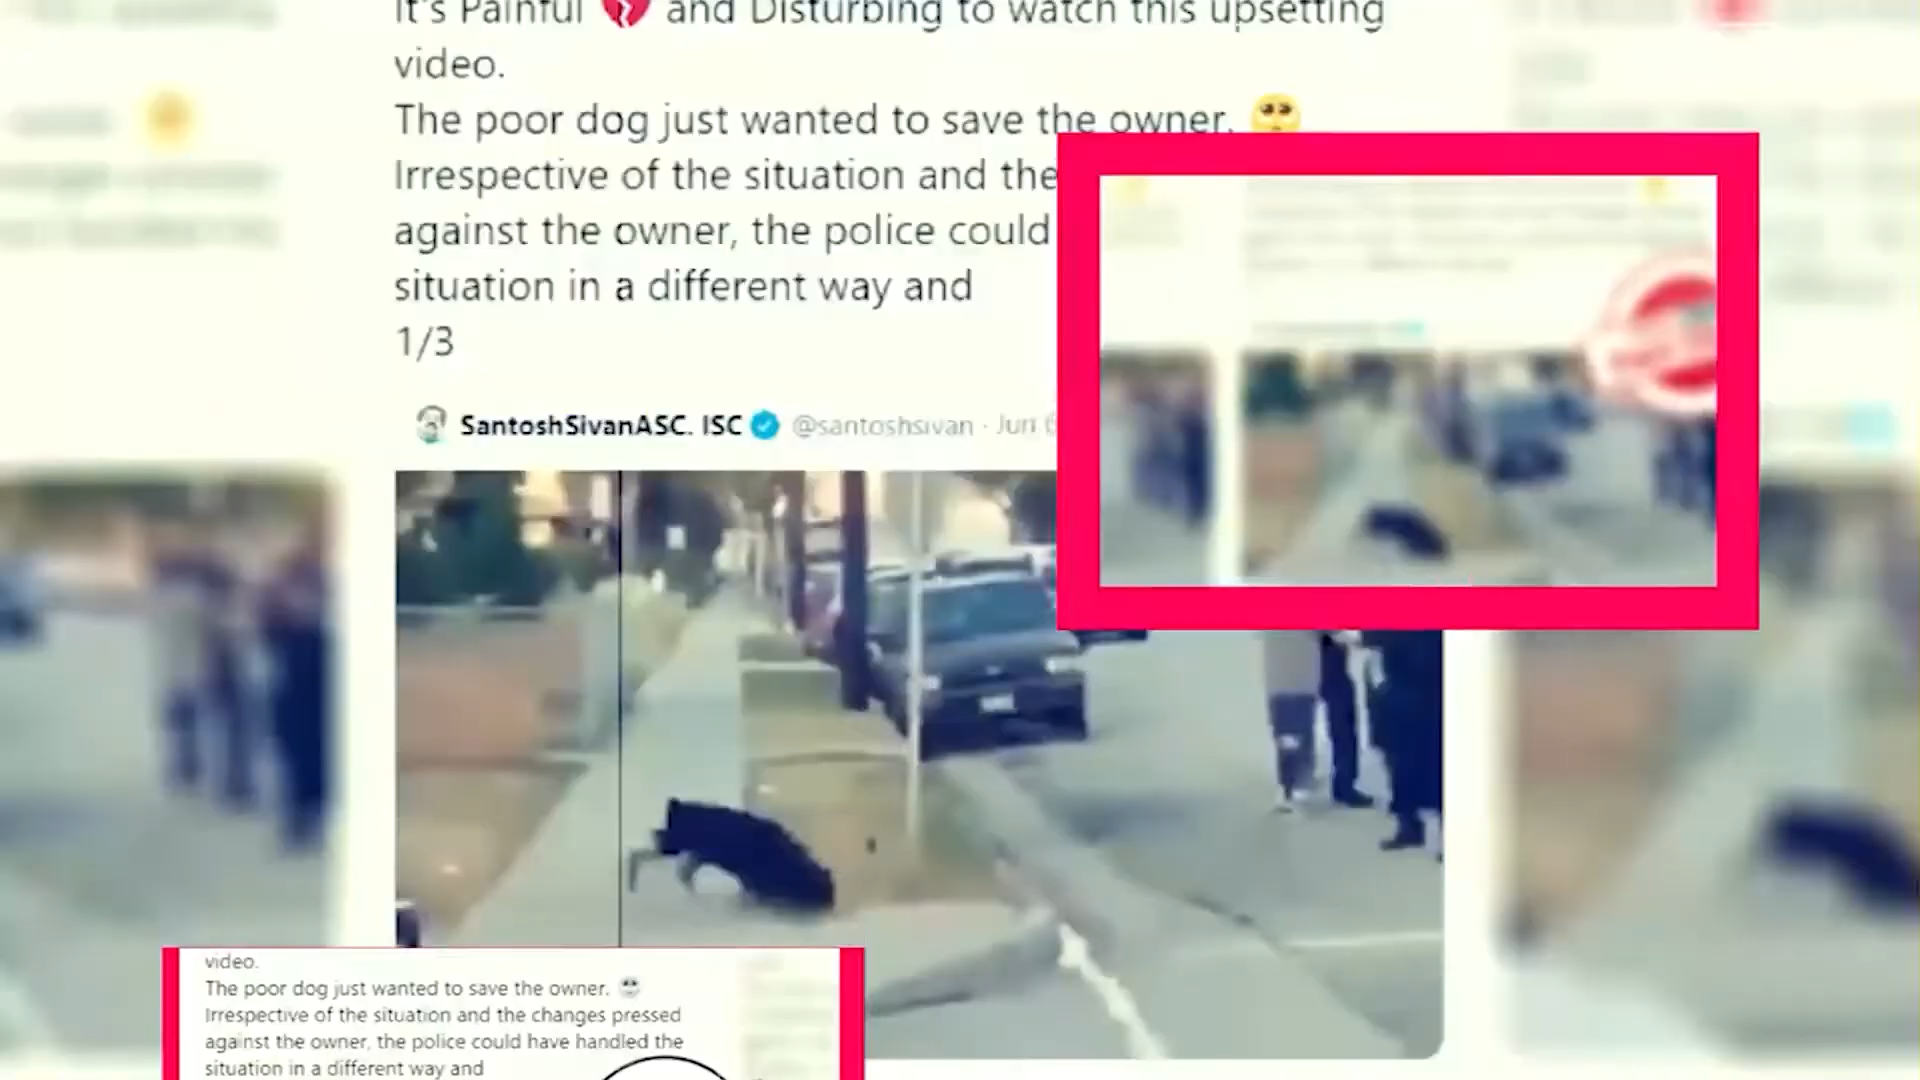 It's Painful 💔 and Disturbing to watch this upsetting
video.
The poor dog just wanted to save the owner. 🥺
Irrespective of the situation and the
against the owner, the police could
situation in a different way and
1/3
SantoshSivanASC. ISC @santoshsivan · Jun
video.
The poor dog just wanted to save the owner.
Irrespective of the situation and the changes pressed
against the owner, the police could have handled the
situation in a different way and